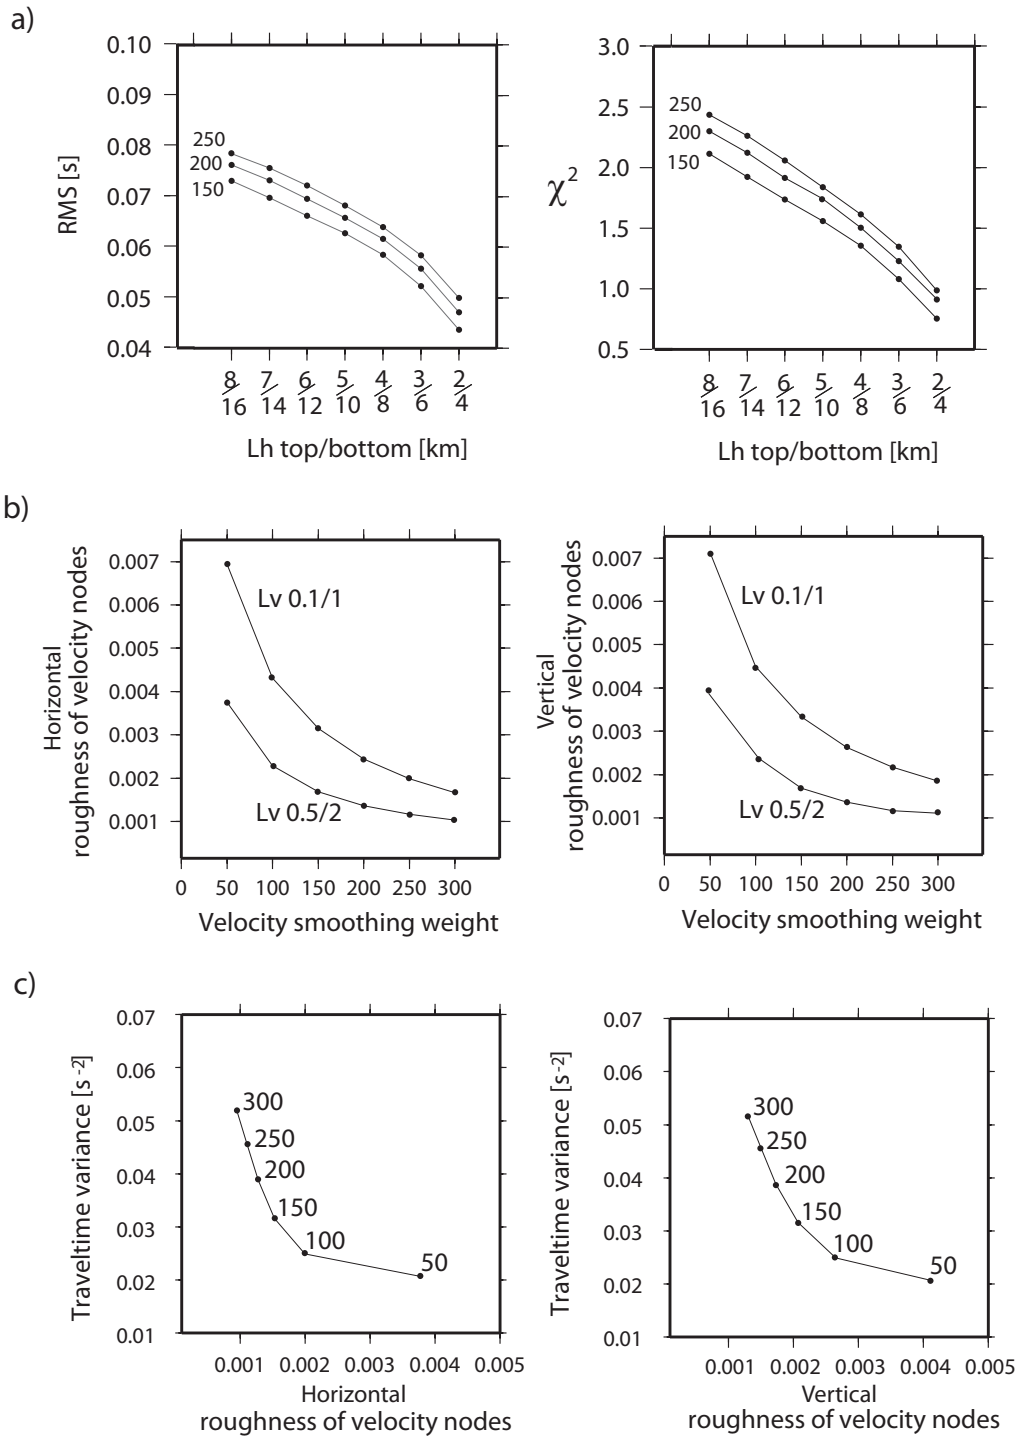 a)
RMS [s]
0.10
0.09
0.08
0.07
0.06
0.05
0.04
250
200
150
8/16 7/14 6/12 5/10 4/8 3/6 2/4
Lh top/bottom [km]
χ2
3.0
2.5
2.0
1.5
1.0
0.5
250
200
150
8/16 7/14 6/12 5/10 4/8 3/6 2/4
Lh top/bottom [km]
b)
Horizontal
roughness of velocity nodes
0.007
0.006
0.005
0.004
0.003
0.002
0.001
Lv 0.1/1
Lv 0.5/2
0 50 100 150 200 250 300
Velocity smoothing weight
Vertical
roughness of velocity nodes
0.007
0.006
0.005
0.004
0.003
0.002
0.001
Lv 0.1/1
Lv 0.5/2
0 50 100 150 200 250 300
Velocity smoothing weight
c)
Traveltime variance [s-2]
0.07
0.06
0.05
0.04
0.03
0.02
0.01
300
250
200
150
100
50
0.001 0.002 0.003 0.004 0.005
Horizontal
roughness of velocity nodes
Traveltime variance [s-2]
0.07
0.06
0.05
0.04
0.03
0.02
0.01
300
250
200
150
100
50
0.001 0.002 0.003 0.004 0.005
Vertical
roughness of velocity nodes